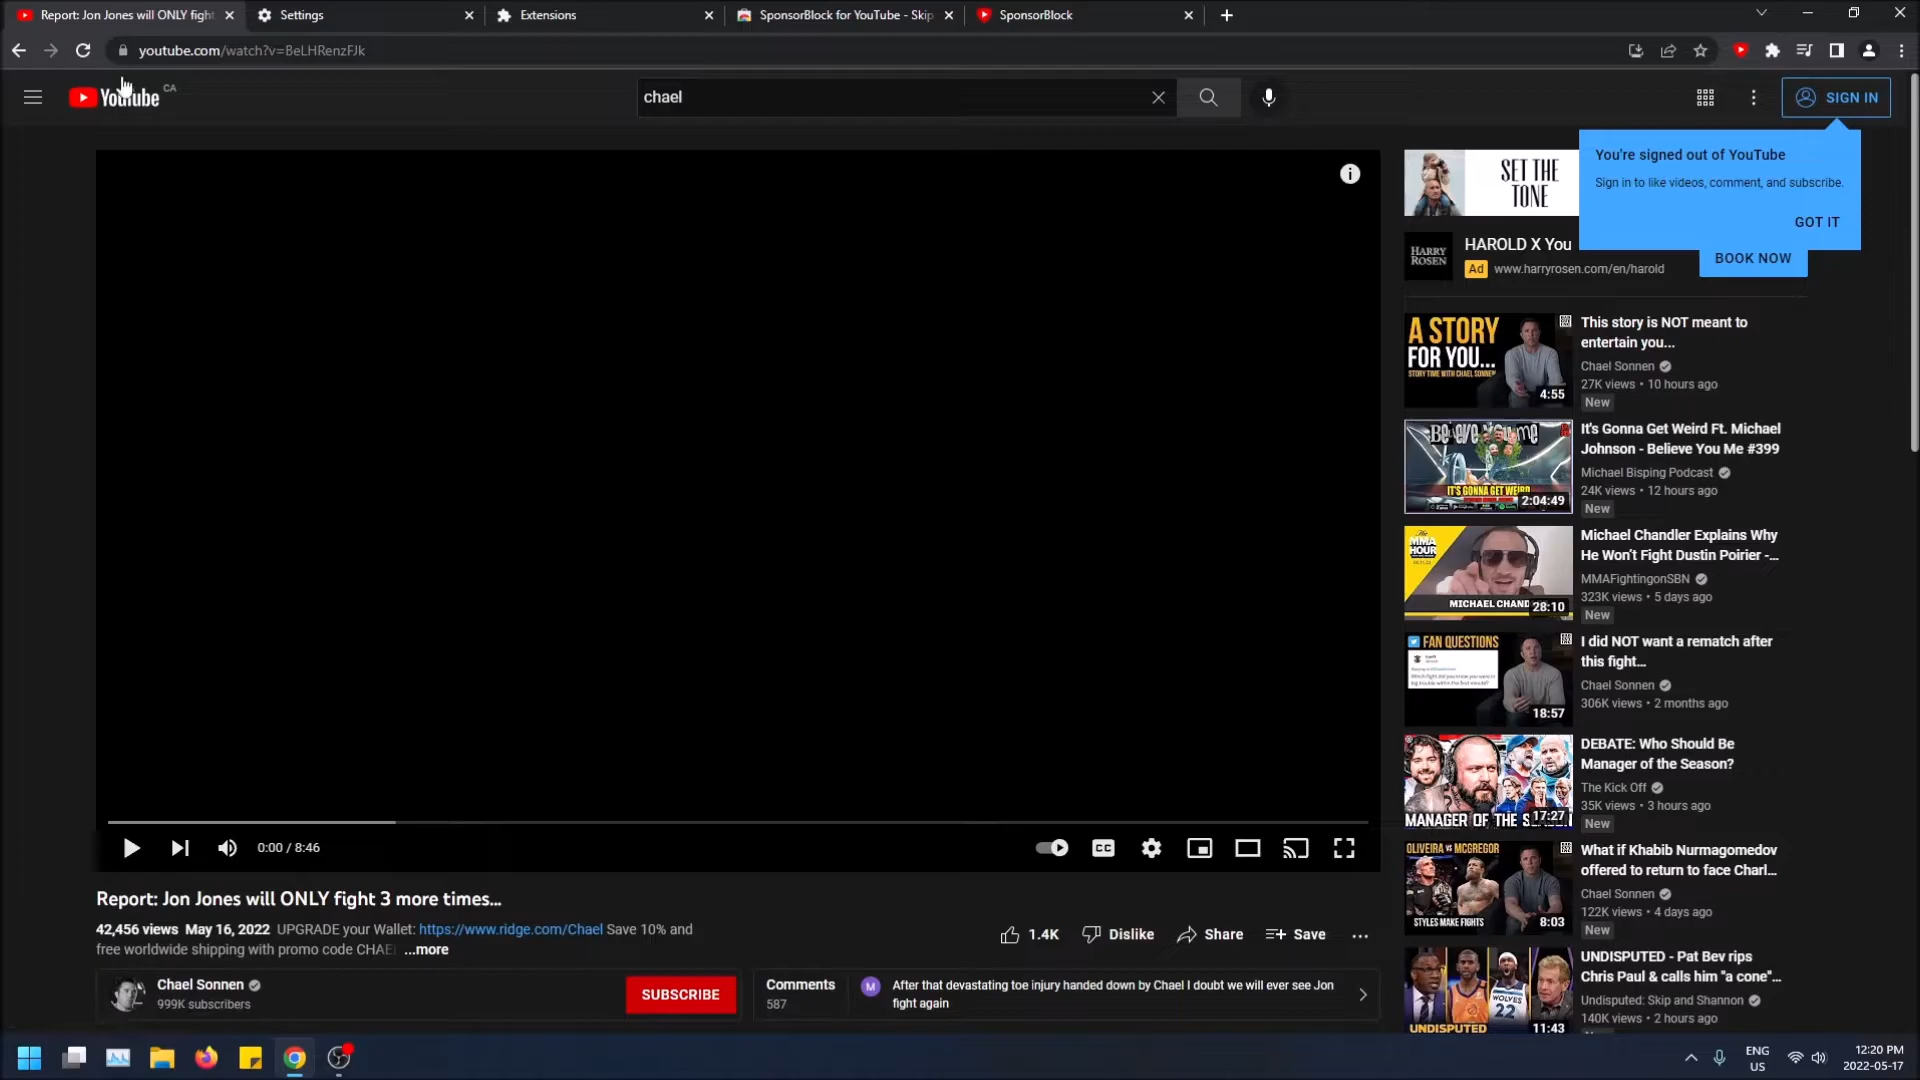 Report: Jon Jones will ONLY fight
Settings
Extensions
SponsorBlock for YouTube - Skip
SponsorBlock
youtube.com/watch?v=BeLHRenzFJk
YouTube
CA
chael
SIGN IN
You're signed out of YouTube
Sign in to like videos, comment, and subscribe.
GOT IT
SET THE
TONE
HARRY
ROSEN
HAROLD X You
Ad www.harryrosen.com/en/harold
BOOK NOW
A STORY
FOR YOU...
STORY TIME WITH CHAEL SONNEN
4:55
This story is NOT meant to
entertain you...
Chael Sonnen
27K views • 10 hours ago
New
IT'S GONNA GET WEIRD
2:04:49
It's Gonna Get Weird Ft. Michael
Johnson - Believe You Me #399
Michael Bisping Podcast
24K views • 12 hours ago
New
The
MMA
HOUR
MICHAEL CHAND
28:10
Michael Chandler Explains Why
He Won't Fight Dustin Poirier -...
MMAFightingonSBN
323K views • 5 days ago
New
FAN QUESTIONS
18:57
I did NOT want a rematch after
this fight...
Chael Sonnen
306K views • 2 months ago
MANAGER OF THE S
17:27
DEBATE: Who Should Be
Manager of the Season?
The Kick Off
35K views • 3 hours ago
New
OLIVEIRA vs MCGREGOR
STYLES MAKE FIGHTS
8:03
What if Khabib Nurmagomedov
offered to return to face Charl...
Chael Sonnen
122K views • 4 days ago
New
WOLVES
22
UNDISPUTED
11:43
UNDISPUTED - Pat Bev rips
Chris Paul & calls him "a cone"...
Undisputed: Skip and Shannon
140K views • 2 hours ago
0:00 / 8:46
CC
Report: Jon Jones will ONLY fight 3 more times...
42,456 views May 16, 2022 UPGRADE your Wallet: https://www.ridge.com/Chael Save 10% and
free worldwide shipping with promo code CHAE ...more
1.4K
Dislike
Share
Save
Chael Sonnen
999K subscribers
SUBSCRIBE
Comments
587
M
After that devastating toe injury handed down by Chael I doubt we will ever see Jon
fight again
ENG
US
12:20 PM
2022-05-17